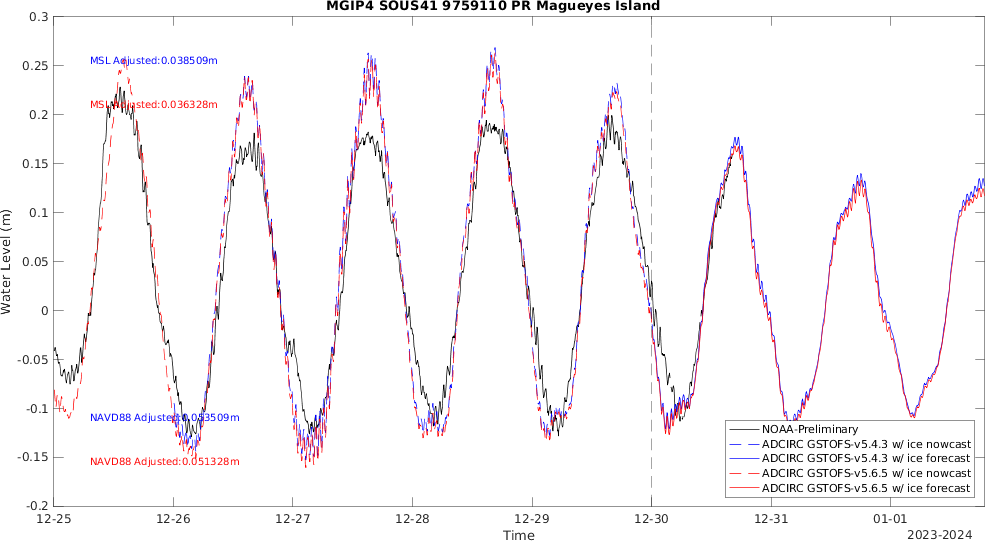 MGIP4 SOUS41 9759110 PR Magueyes Island
0.3
0.25
0.2
0.15
0.1
0.05
0
-0.05
-0.1
-0.15
-0.2
Water Level (m)
MSL Adjusted:0.038509m
MSL Adjusted:0.036328m
NAVD88 Adjusted:0.053509m
NAVD88 Adjusted:0.051328m
NOAA-Preliminary
ADCIRC GSTOFS-v5.4.3 w/ ice nowcast
ADCIRC GSTOFS-v5.4.3 w/ ice forecast
ADCIRC GSTOFS-v5.6.5 w/ ice nowcast
ADCIRC GSTOFS-v5.6.5 w/ ice forecast
12-25 12-26 12-27 12-28 12-29 12-30 12-31 01-01
Time
2023-2024